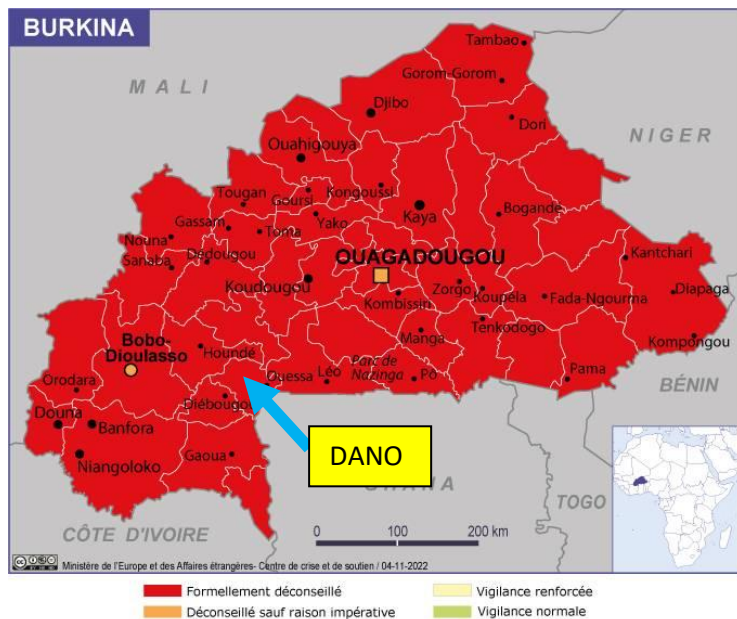 BURKINA
Tambao
MALI
Gorom-Gorom
Djibo
Dori
NIGER
Ouahigouya
Tougan
Goursi
Kongoussi
Gassam
Toma
Yako
Kaya
Bogande
Nouna
Sanaba
Dédougou
OUAGADOUGOU
Kantchari
Koudougou
Kombissin
Zorgo
Koupéla
Fada-Ngourma
Diapaga
Bobo-
Dioulasso
Houndé
Manga
Tenkodogo
Kompongou
Orodara
Ouessa
Léo
Parc de
Nazinga
Pô
Pama
BÉNIN
Douna
Banfora
Diébougou
Niangoloko
Gaoua
DANO
GHANA
TOGO
CÔTE D'IVOIRE
0 100 200 km
Ministère de l'Europe et des Affaires étrangères- Centre de crise et de soutien / 04-11-2022
Formellement déconseillé
Vigilance renforcée
Déconseillé sauf raison impérative
Vigilance normale